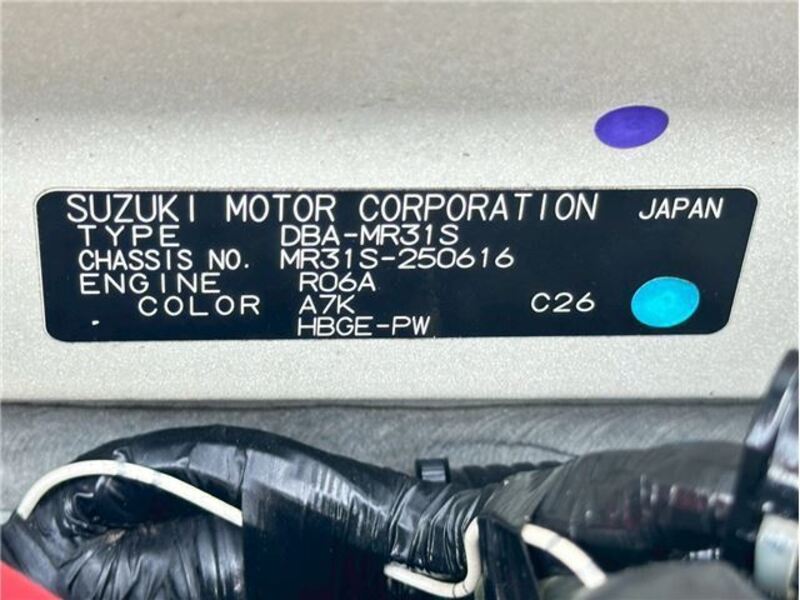 SUZUKI MOTOR CORPORATION JAPAN
TYPE DBA-MR31S
CHASSIS NO. MR31S-250616
ENGINE R06A
COLOR A7K C26
HBGE-PW